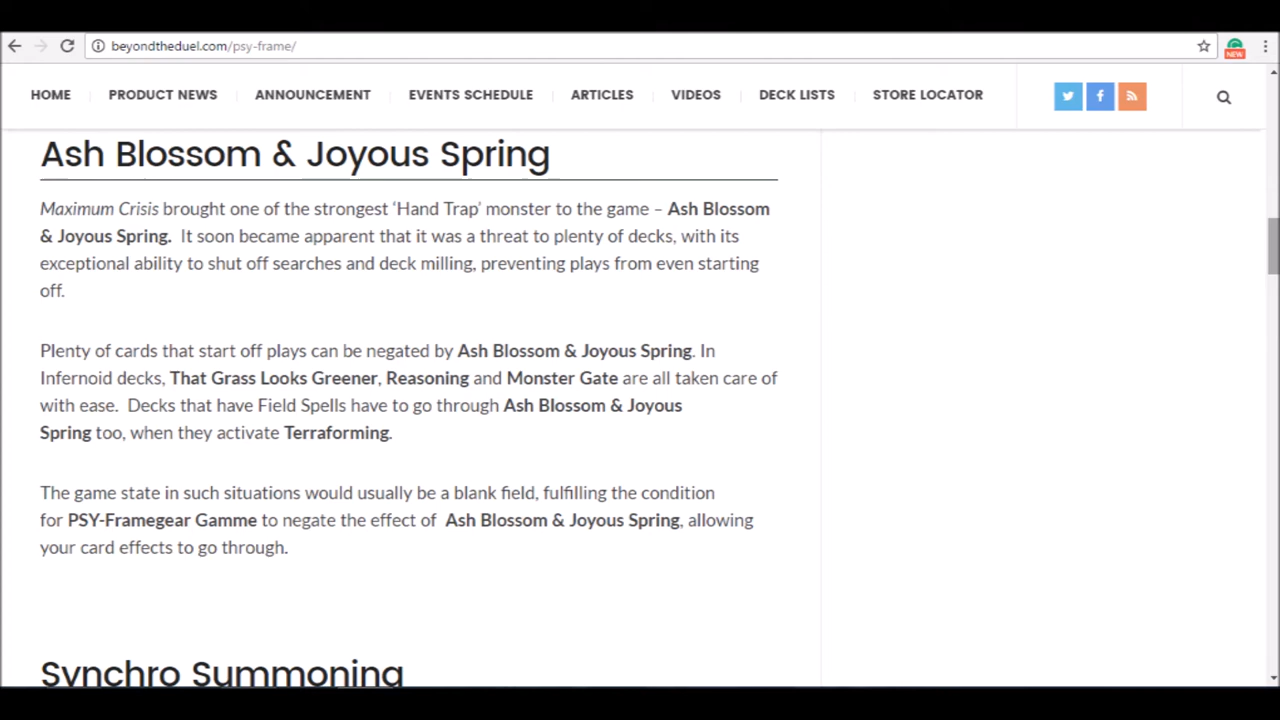 beyondtheduel.com/psy-frame/
NEW
HOME PRODUCT NEWS ANNOUNCEMENT EVENTS SCHEDULE ARTICLES VIDEOS DECK LISTS STORE LOCATOR
Ash Blossom & Joyous Spring
Maximum Crisis brought one of the strongest ‘Hand Trap’ monster to the game – Ash Blossom
& Joyous Spring. It soon became apparent that it was a threat to plenty of decks, with its
exceptional ability to shut off searches and deck milling, preventing plays from even starting
off.
Plenty of cards that start off plays can be negated by Ash Blossom & Joyous Spring. In
Infernoid decks, That Grass Looks Greener, Reasoning and Monster Gate are all taken care of
with ease. Decks that have Field Spells have to go through Ash Blossom & Joyous
Spring too, when they activate Terraforming.
The game state in such situations would usually be a blank field, fulfilling the condition
for PSY-Framegear Gamme to negate the effect of Ash Blossom & Joyous Spring, allowing
your card effects to go through.
Synchro Summoning